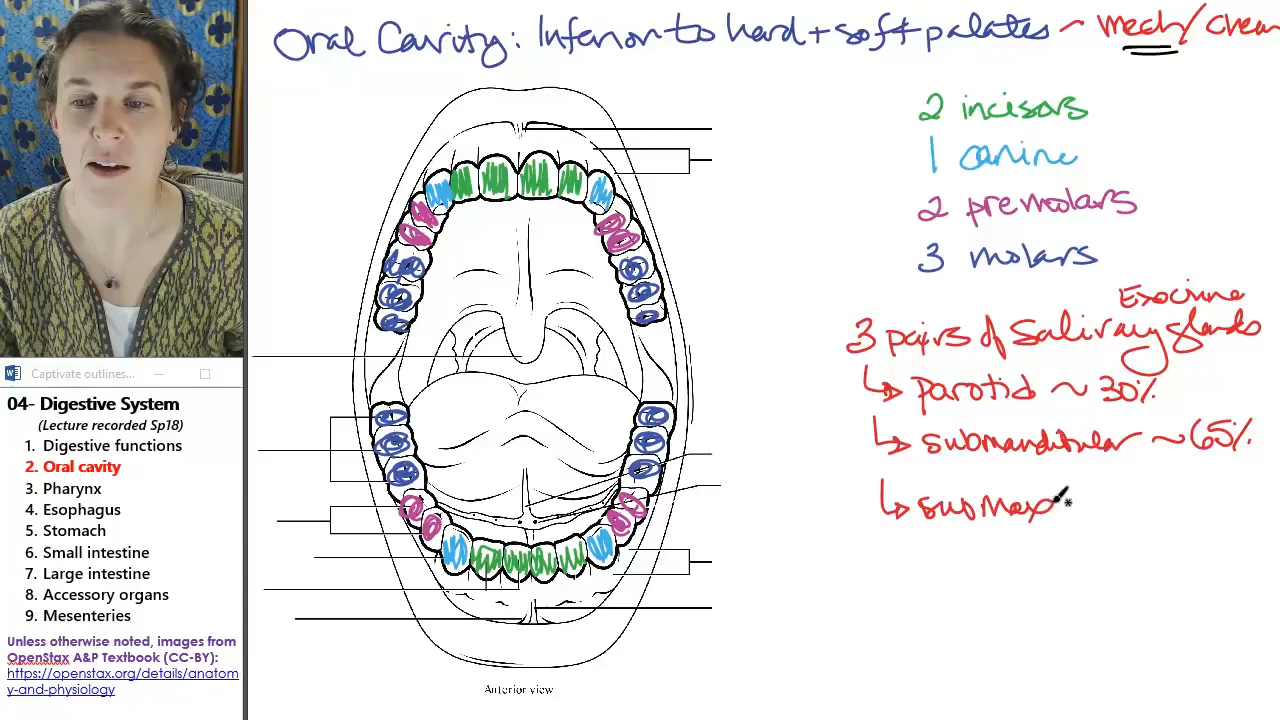 Oral Cavity: Inferior to hard + soft palates ~ mech/chem
2 incisors
1 canine
2 premolars
3 molars
Exocrine
3 pairs of Salivary glands
↳ parotid ~ 30%
↳ submandibular ~ 65%
↳ submax
Captivate outlines...
04- Digestive System
(Lecture recorded Sp18)
1. Digestive functions
2. Oral cavity
3. Pharynx
4. Esophagus
5. Stomach
6. Small intestine
7. Large intestine
8. Accessory organs
9. Mesenteries
Unless otherwise noted, images from
OpenStax A&P Textbook (CC-BY):
https://openstax.org/details/anatom
y-and-physiology
Anterior view